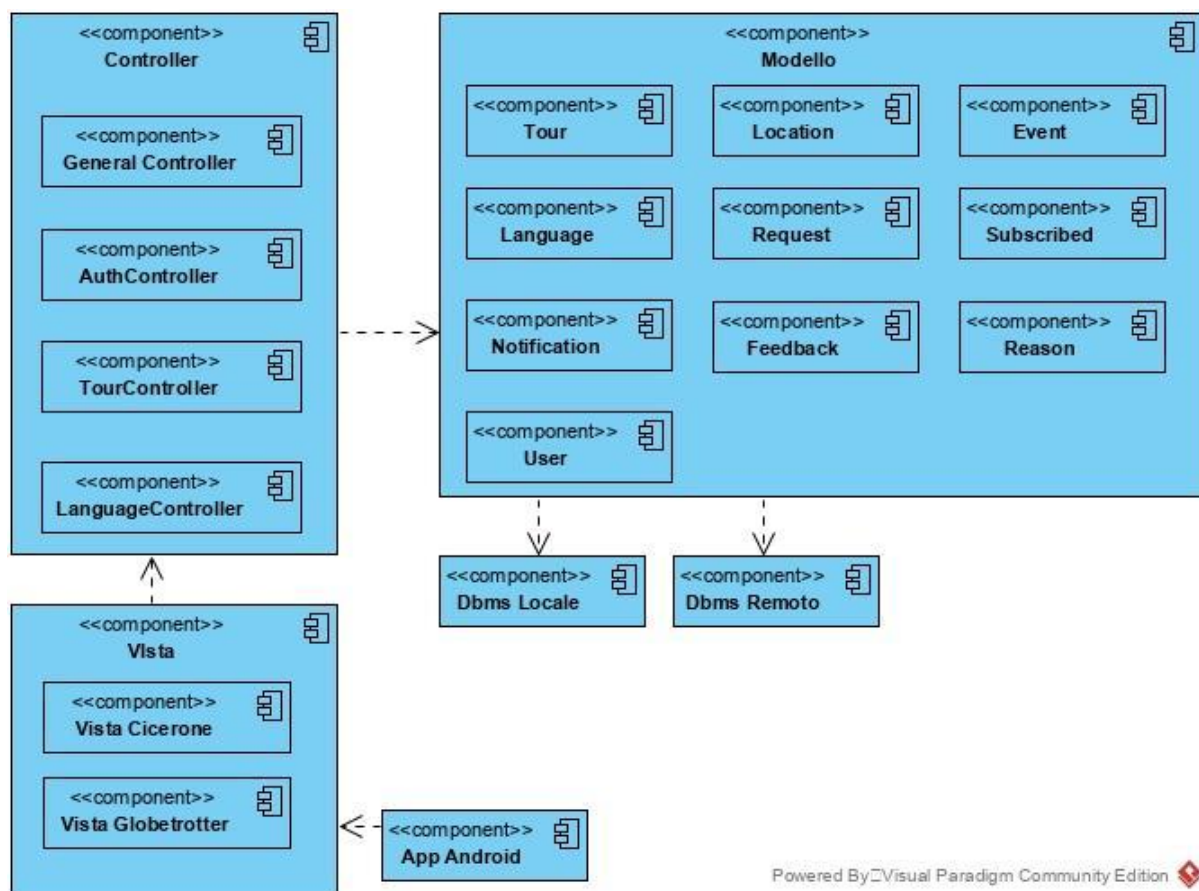 <<component>>
Controller
<<component>>
General Controller
<<component>>
AuthController
<<component>>
TourController
<<component>>
LanguageController
<<component>>
Modello
<<component>>
Tour
<<component>>
Location
<<component>>
Event
<<component>>
Language
<<component>>
Request
<<component>>
Subscribed
<<component>>
Notification
<<component>>
Feedback
<<component>>
Reason
<<component>>
User
<<component>>
Dbms Locale
<<component>>
Dbms Remoto
<<component>>
VIsta
<<component>>
Vista Cicerone
<<component>>
Vista Globetrotter
<<component>>
App Android
Powered By Visual Paradigm Community Edition